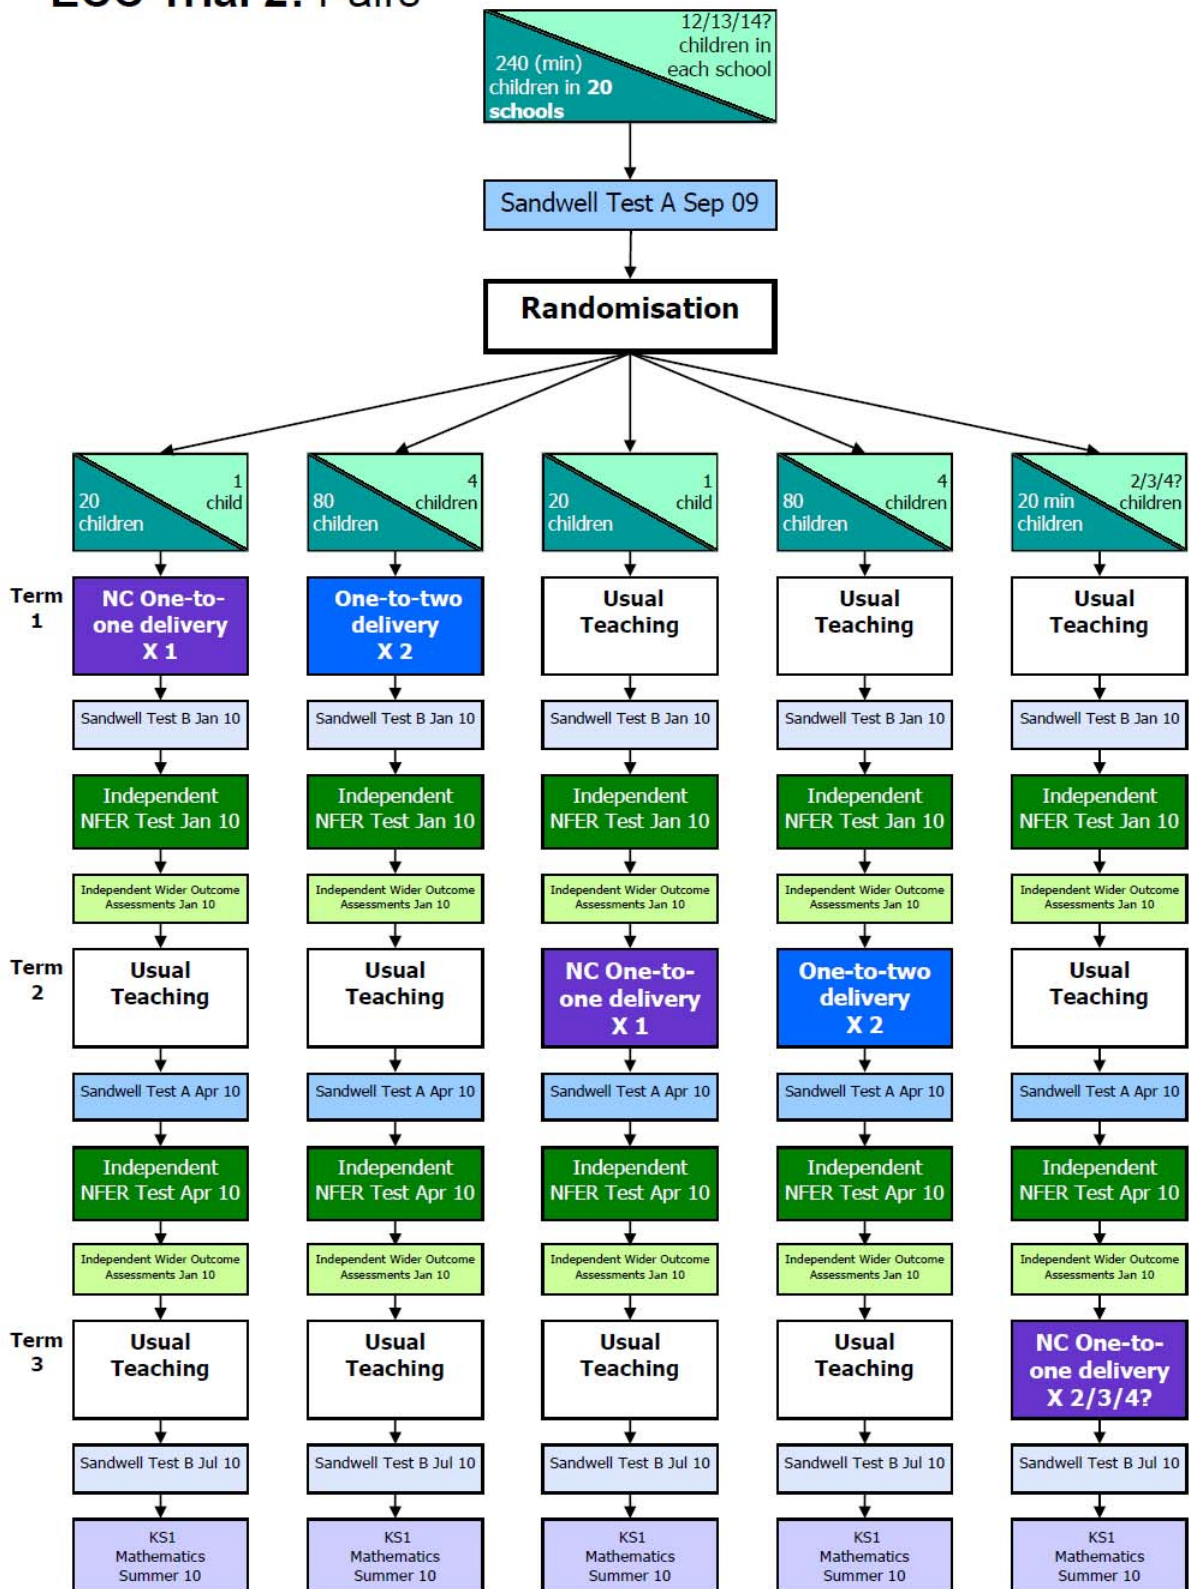 ECC Trial 2: Pairs
12/13/14?
children in
each school
240 (min)
children in 20
schools
Sandwell Test A Sep 09
Randomisation
1
child
20
children
4
children
80
children
1
child
20
children
4
children
80
children
2/3/4?
children
20 min
children
Term
1
NC One-to-
one delivery
X 1
One-to-two
delivery
X 2
Usual
Teaching
Usual
Teaching
Usual
Teaching
Sandwell Test B Jan 10
Sandwell Test B Jan 10
Sandwell Test B Jan 10
Sandwell Test B Jan 10
Sandwell Test B Jan 10
Independent
NFER Test Jan 10
Independent
NFER Test Jan 10
Independent
NFER Test Jan 10
Independent
NFER Test Jan 10
Independent
NFER Test Jan 10
Independent Wider Outcome
Assessments Jan 10
Independent Wider Outcome
Assessments Jan 10
Independent Wider Outcome
Assessments Jan 10
Independent Wider Outcome
Assessments Jan 10
Independent Wider Outcome
Assessments Jan 10
Term
2
Usual
Teaching
Usual
Teaching
NC One-to-
one delivery
X 1
One-to-two
delivery
X 2
Usual
Teaching
Sandwell Test A Apr 10
Sandwell Test A Apr 10
Sandwell Test A Apr 10
Sandwell Test A Apr 10
Sandwell Test A Apr 10
Independent
NFER Test Apr 10
Independent
NFER Test Apr 10
Independent
NFER Test Apr 10
Independent
NFER Test Apr 10
Independent
NFER Test Apr 10
Independent Wider Outcome
Assessments Jan 10
Independent Wider Outcome
Assessments Jan 10
Independent Wider Outcome
Assessments Jan 10
Independent Wider Outcome
Assessments Jan 10
Independent Wider Outcome
Assessments Jan 10
Term
3
Usual
Teaching
Usual
Teaching
Usual
Teaching
Usual
Teaching
NC One-to-
one delivery
X 2/3/4?
Sandwell Test B Jul 10
Sandwell Test B Jul 10
Sandwell Test B Jul 10
Sandwell Test B Jul 10
Sandwell Test B Jul 10
KS1
Mathematics
Summer 10
KS1
Mathematics
Summer 10
KS1
Mathematics
Summer 10
KS1
Mathematics
Summer 10
KS1
Mathematics
Summer 10